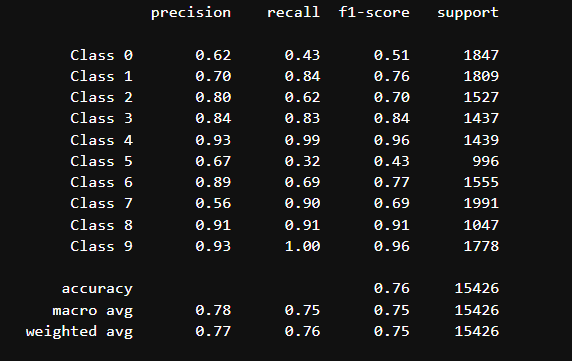 precision recall f1-score support
Class 0 0.62 0.43 0.51 1847
Class 1 0.70 0.84 0.76 1809
Class 2 0.80 0.62 0.70 1527
Class 3 0.84 0.83 0.84 1437
Class 4 0.93 0.99 0.96 1439
Class 5 0.67 0.32 0.43 996
Class 6 0.89 0.69 0.77 1555
Class 7 0.56 0.90 0.69 1991
Class 8 0.91 0.91 0.91 1047
Class 9 0.93 1.00 0.96 1778
accuracy 0.76 15426
macro avg 0.78 0.75 0.75 15426
weighted avg 0.77 0.76 0.75 15426